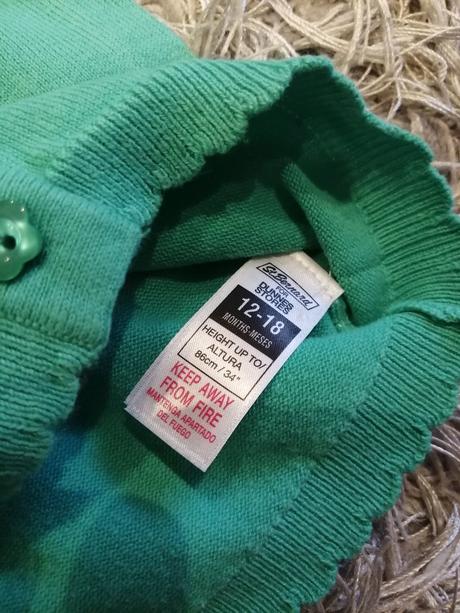 St. Bernard
FOR
DUNNES
STORES
12-18
MONTHS-MESES
HEIGHT UP TO/
ALTURA
86cm / 34"
KEEP AWAY
FROM FIRE
MANTENGA APARTADO
DEL FUEGO